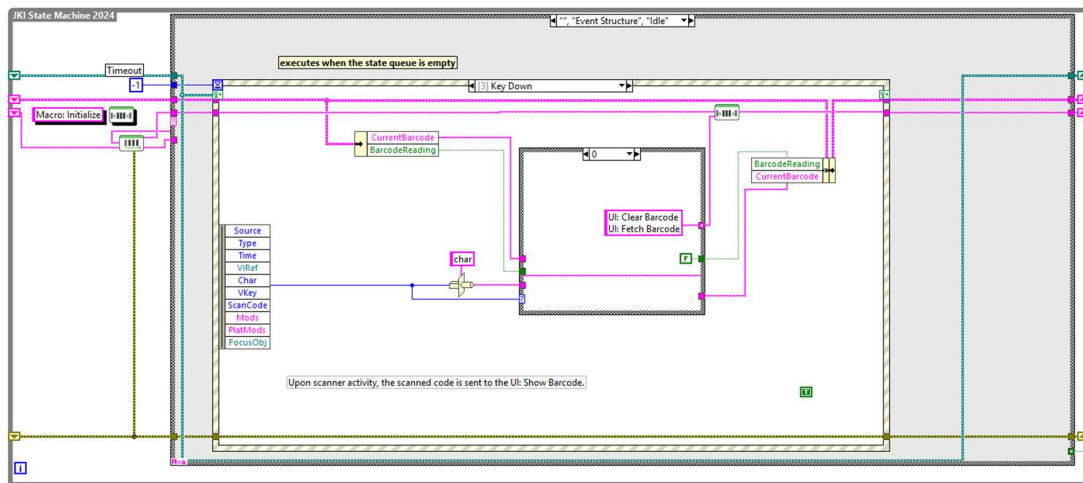 JKI State Machine 2024
"", "Event Structure", "Idle"
executes when the state queue is empty
Timeout
-1
[3] Key Down
Macro: Initialize
CurrentBarcode
BarcodeReading
0
BarcodeReading
CurrentBarcode
UI: Clear Barcode
UI: Fetch Barcode
F
Source
Type
Time
VIRef
Char
VKey
ScanCode
Mods
PlatMods
FocusObj
char
Upon scanner activity, the scanned code is sent to the UI: Show Barcode.
T
A=a
i